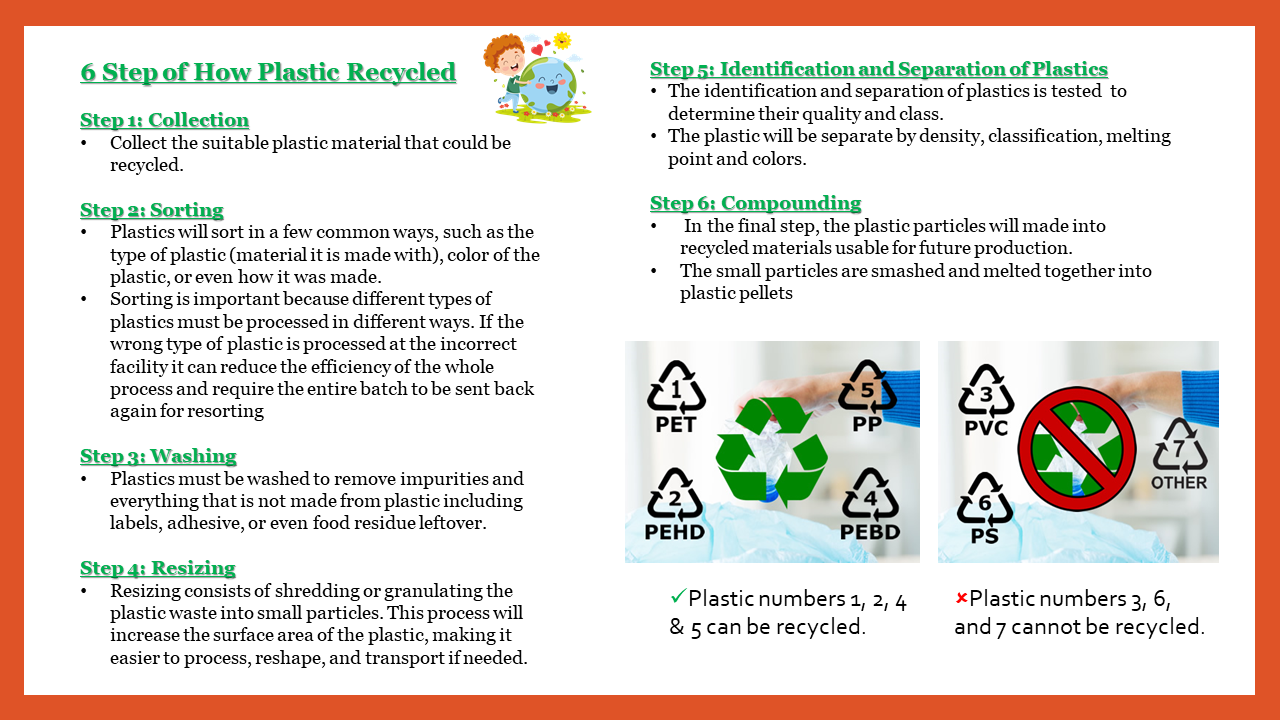 6 Step of How Plastic Recycled
Step 1: Collection
• Collect the suitable plastic material that could be
recycled.
Step 2: Sorting
• Plastics will sort in a few common ways, such as the
type of plastic (material it is made with), color of the
plastic, or even how it was made.
• Sorting is important because different types of
plastics must be processed in different ways. If the
wrong type of plastic is processed at the incorrect
facility it can reduce the efficiency of the whole
process and require the entire batch to be sent back
again for resorting
Step 3: Washing
• Plastics must be washed to remove impurities and
everything that is not made from plastic including
labels, adhesive, or even food residue leftover.
Step 4: Resizing
• Resizing consists of shredding or granulating the
plastic waste into small particles. This process will
increase the surface area of the plastic, making it
easier to process, reshape, and transport if needed.
Step 5: Identification and Separation of Plastics
• The identification and separation of plastics is tested to
determine their quality and class.
• The plastic will be separate by density, classification, melting
point and colors.
Step 6: Compounding
• In the final step, the plastic particles will made into
recycled materials usable for future production.
• The small particles are smashed and melted together into
plastic pellets
1
PET
5
PP
2
PEHD
4
PEBD
3
PVC
7
OTHER
6
PS
✓Plastic numbers 1, 2, 4
& 5 can be recycled.
✘Plastic numbers 3, 6,
and 7 cannot be recycled.